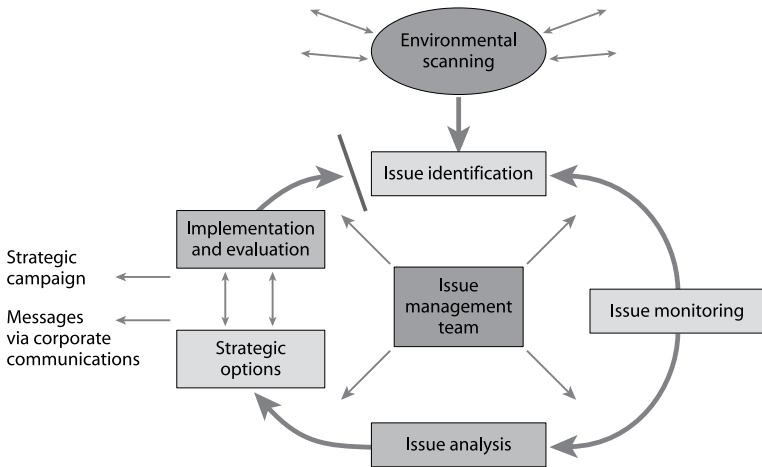 Environmental
scanning
Issue identification
Implementation
and evaluation
Strategic
campaign
Issue
management
team
Issue monitoring
Messages
via corporate
communications
Strategic
options
Issue analysis